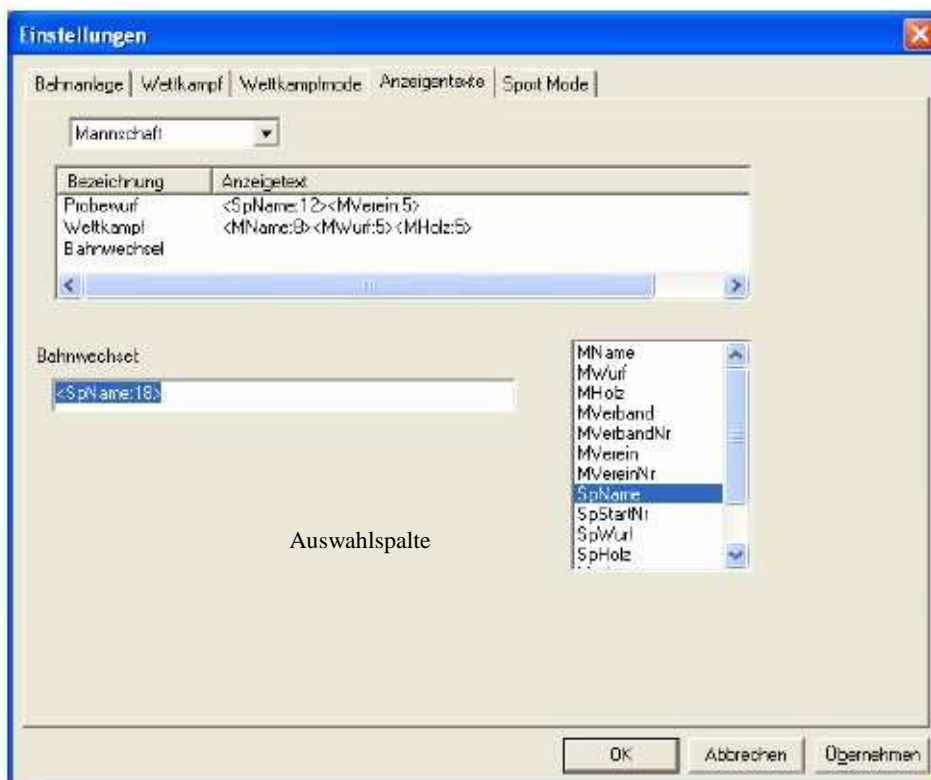 Einstellungen
Bahnanlage Wettkampf Wettkampfmode Anzeigentexte Sport Mode
Mannschaft
Bezeichnung Anzeigetext
Probewurf <SpName:12><MVerein:5>
Wettkampf <MName:8><MWurf:5><MHolz:5>
Bahnwechsel
Bahnwechsel
<SpName:18>
MName
MWurf
MHolz
MVerband
MVerbandNr
MVerein
MVereinNr
SpName
SpStartNr
SpWurf
SpHolz
Auswahlspalte
OK Abbrechen Übernehmen